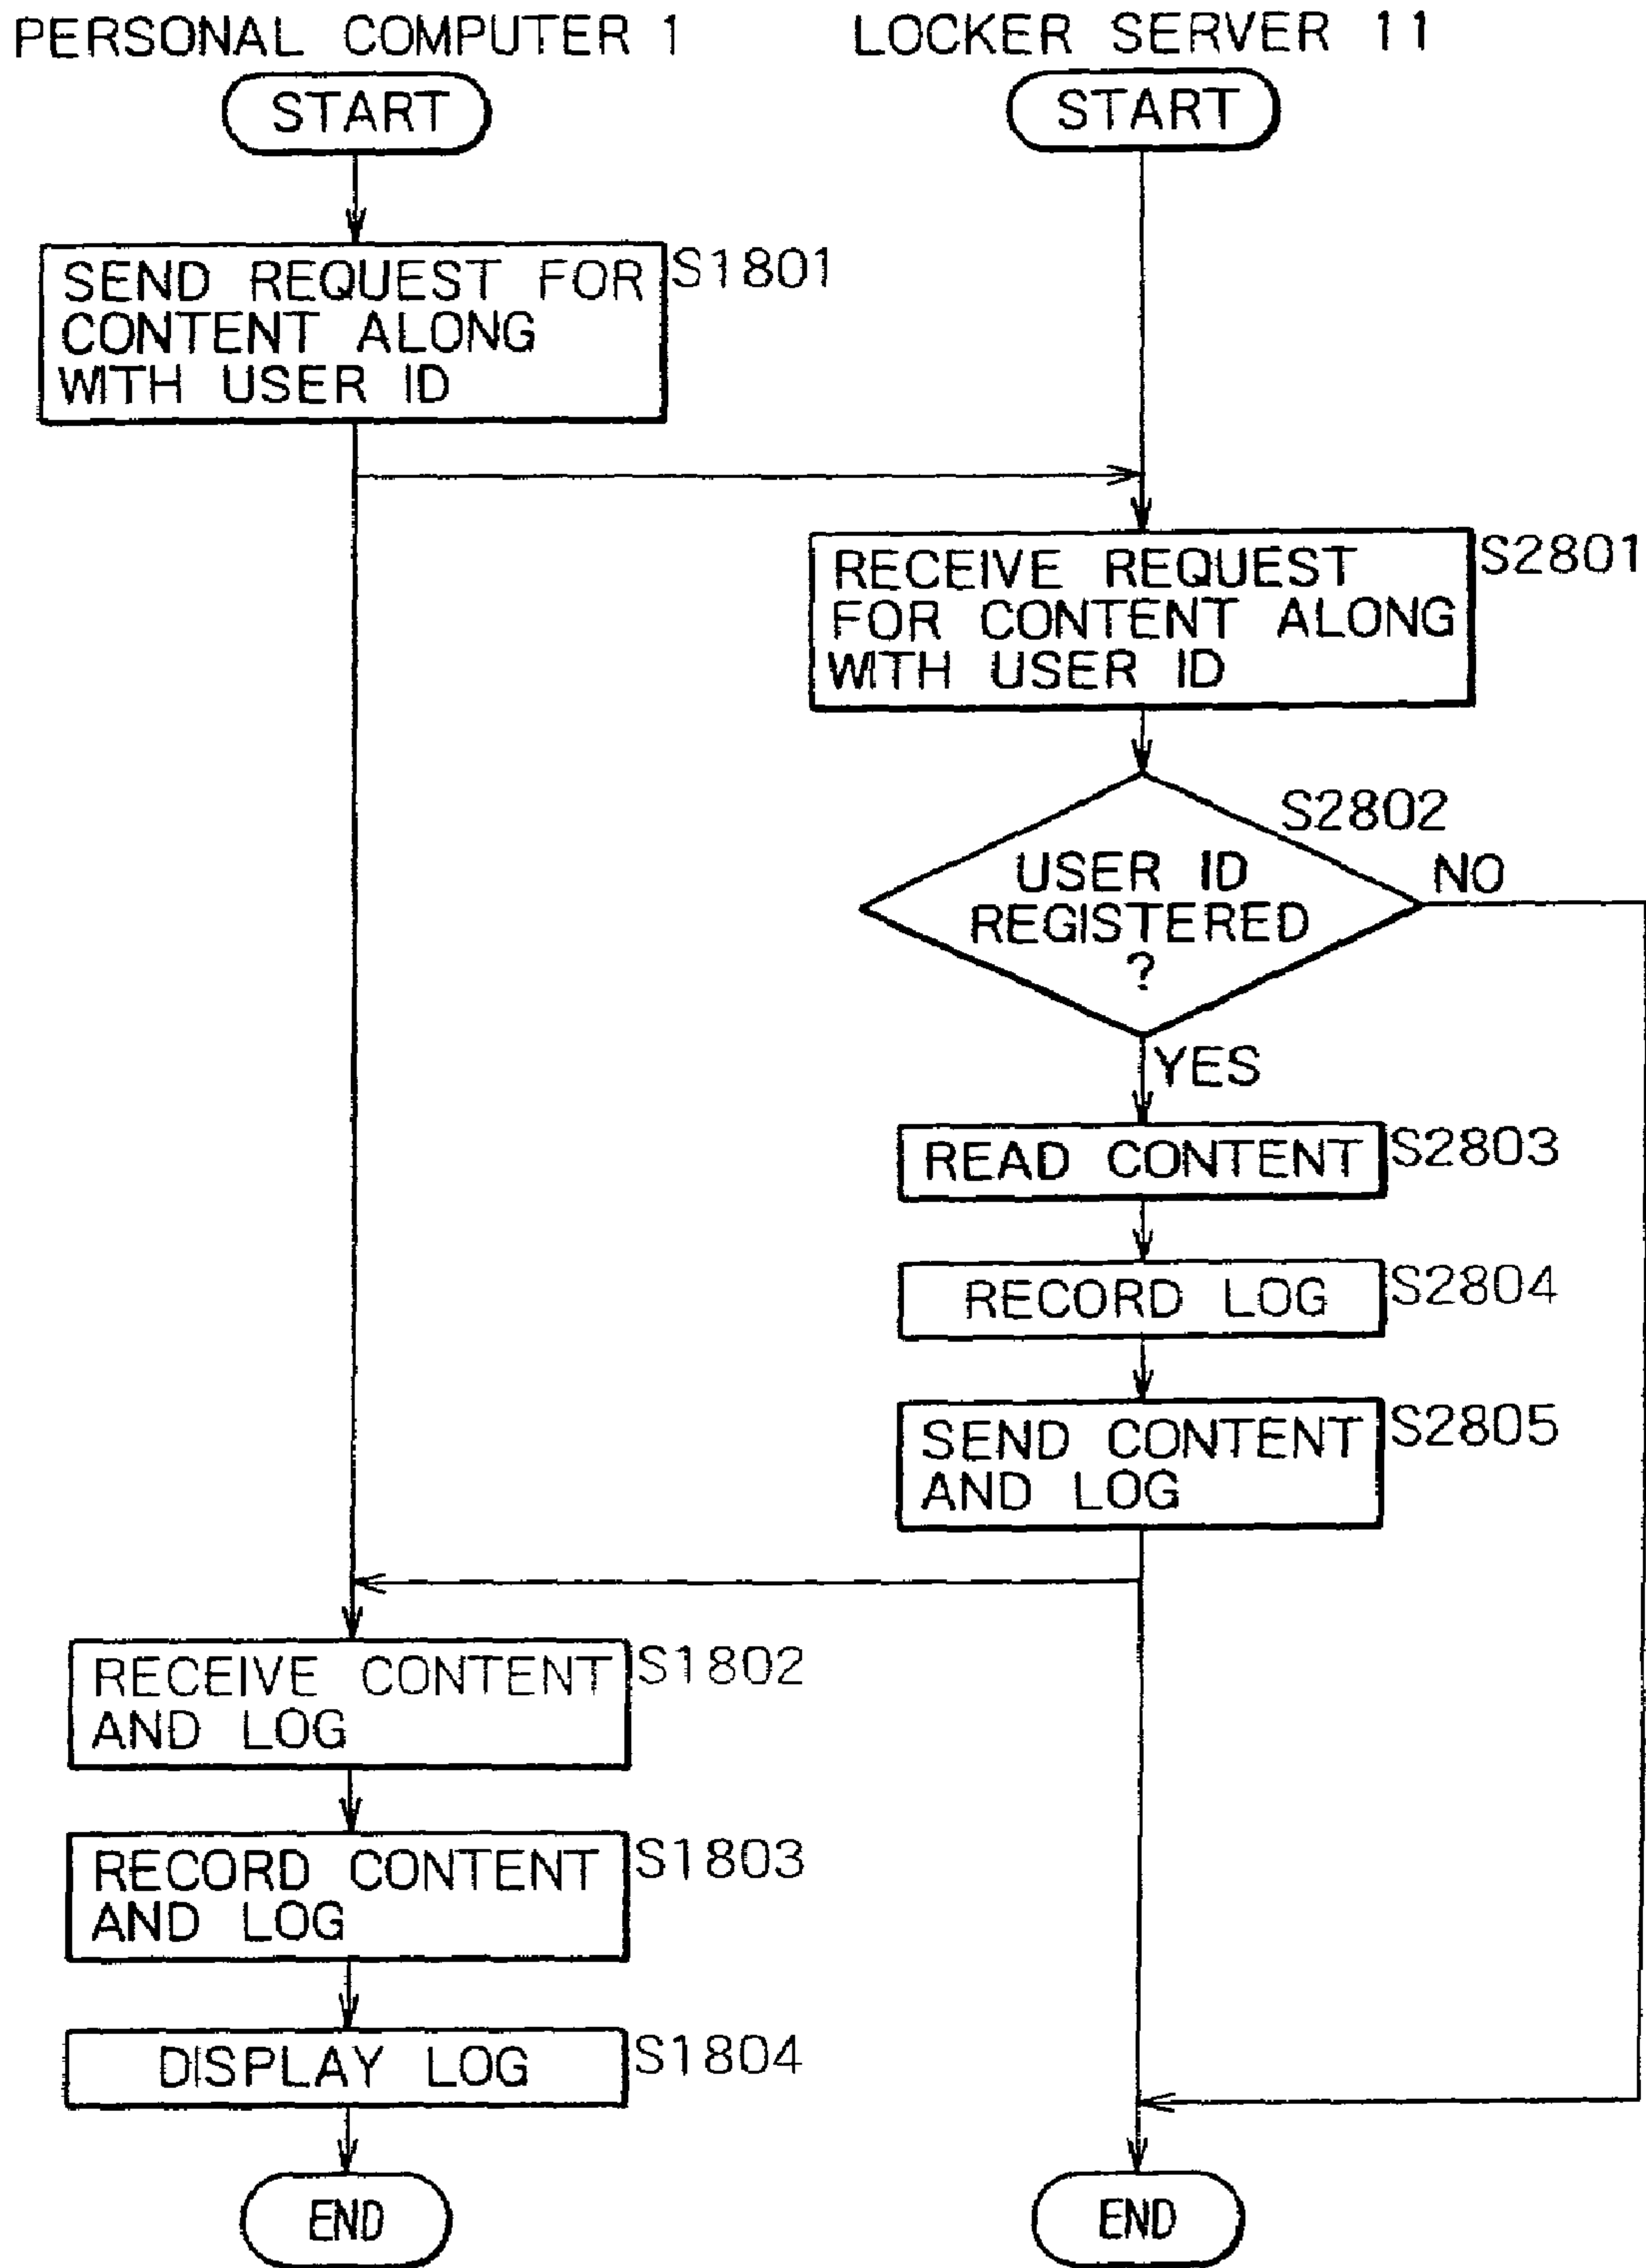 PERSONAL COMPUTER 1
LOCKER SERVER 11
START
START
SEND REQUEST FOR
CONTENT ALONG
WITH USER ID
S1801
RECEIVE REQUEST
FOR CONTENT ALONG
WITH USER ID
S2801
S2802
USER ID
REGISTERED
?
NO
YES
READ CONTENT
S2803
RECORD LOG
S2804
SEND CONTENT
AND LOG
S2805
RECEIVE CONTENT
AND LOG
S1802
RECORD CONTENT
AND LOG
S1803
DISPLAY LOG
S1804
END
END